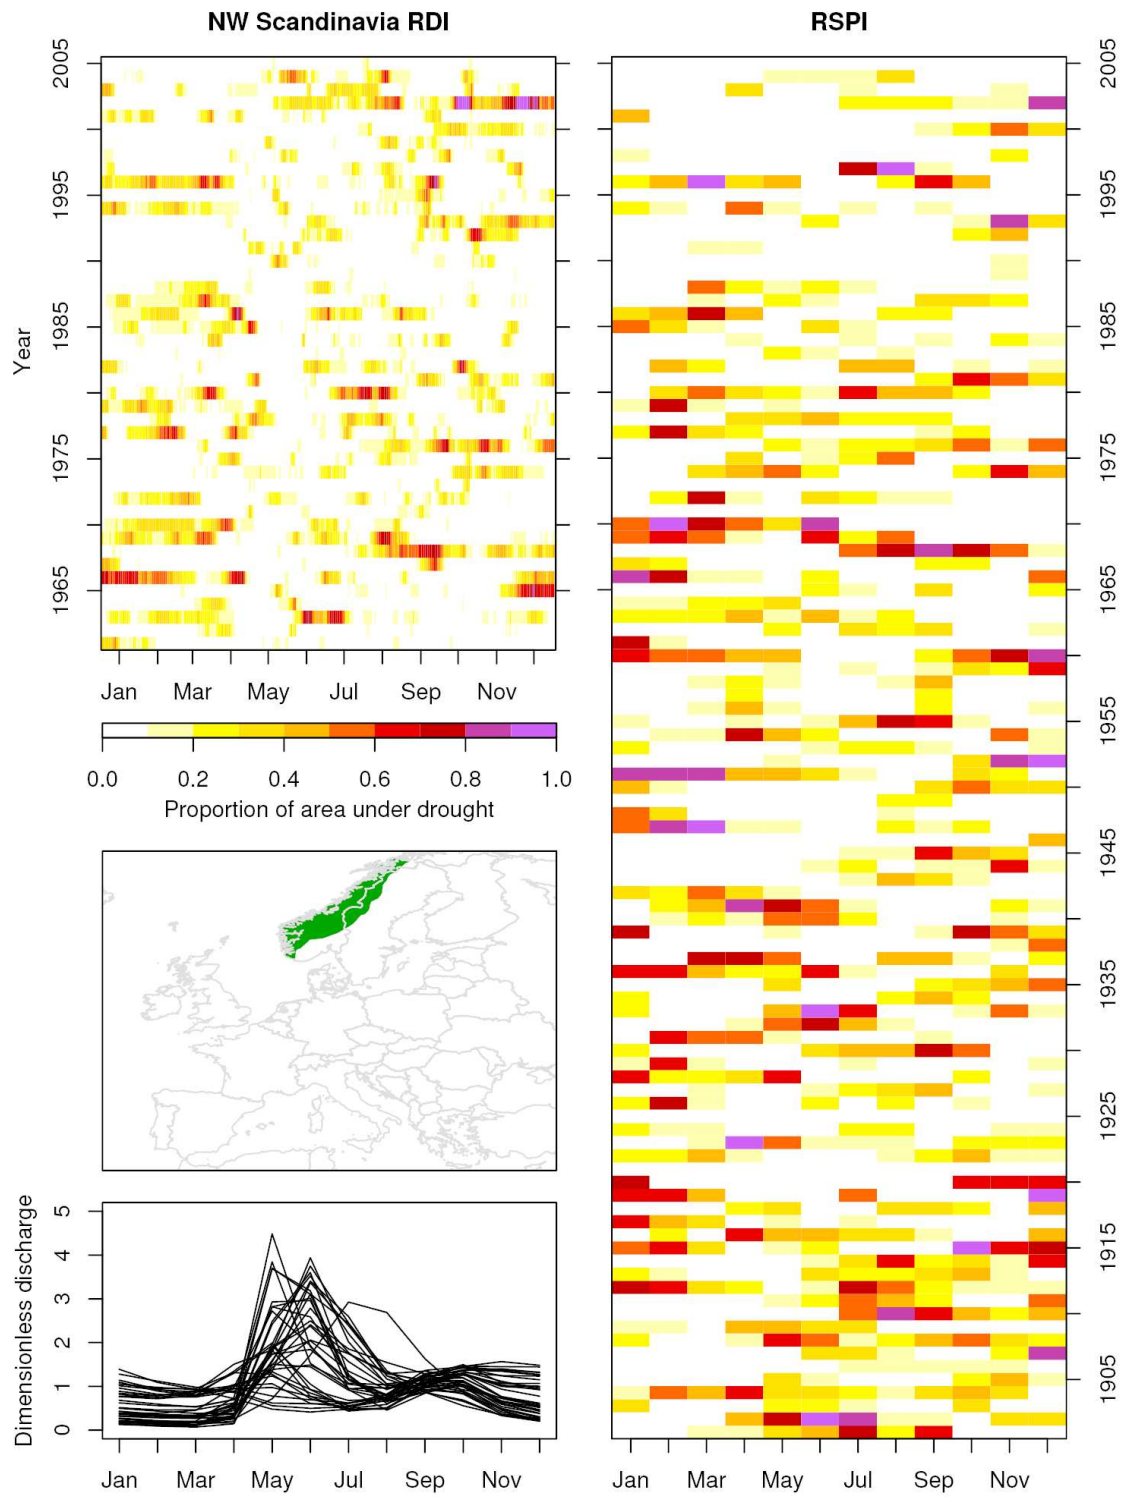 NW Scandinavia RDI
RSPI
Year
2005
1995
1985
1975
1965
Jan Mar May Jul Sep Nov
0.0 0.2 0.4 0.6 0.8 1.0
Proportion of area under drought
Dimensionless discharge
5
4
3
2
1
0
Jan Mar May Jul Sep Nov
2005
1995
1985
1975
1965
1955
1945
1935
1925
1915
1905
Jan Mar May Jul Sep Nov